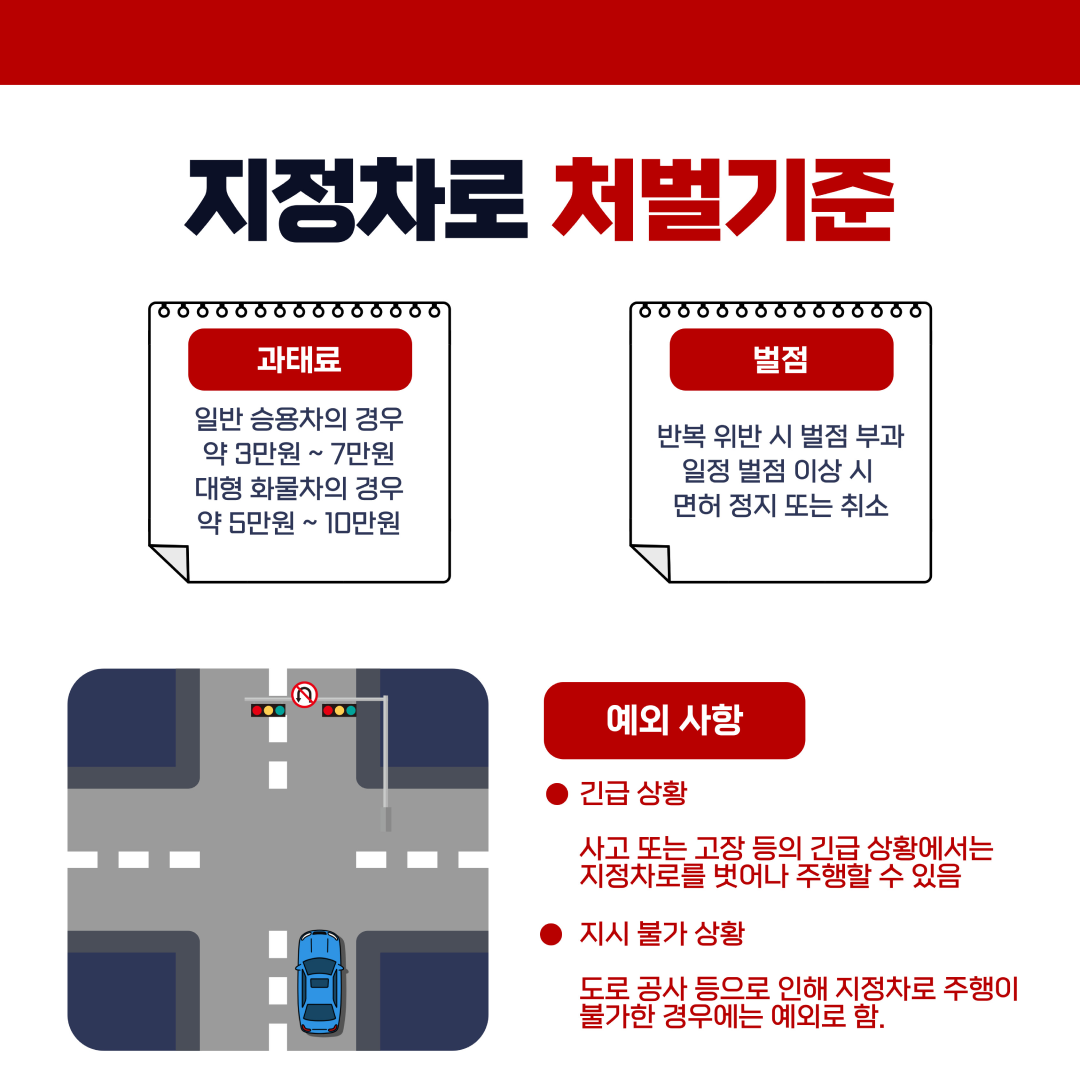 지정차로 처벌기준
과태료
일반 승용차의 경우
약 3만원 ~ 7만원
대형 화물차의 경우
약 5만원 ~ 10만원
벌점
반복 위반 시 벌점 부과
일정 벌점 이상 시
면허 정지 또는 취소
예외 사항
● 긴급 상황
사고 또는 고장 등의 긴급 상황에서는
지정차로를 벗어나 주행할 수 있음
● 지시 불가 상황
도로 공사 등으로 인해 지정차로 주행이
불가한 경우에는 예외로 함.